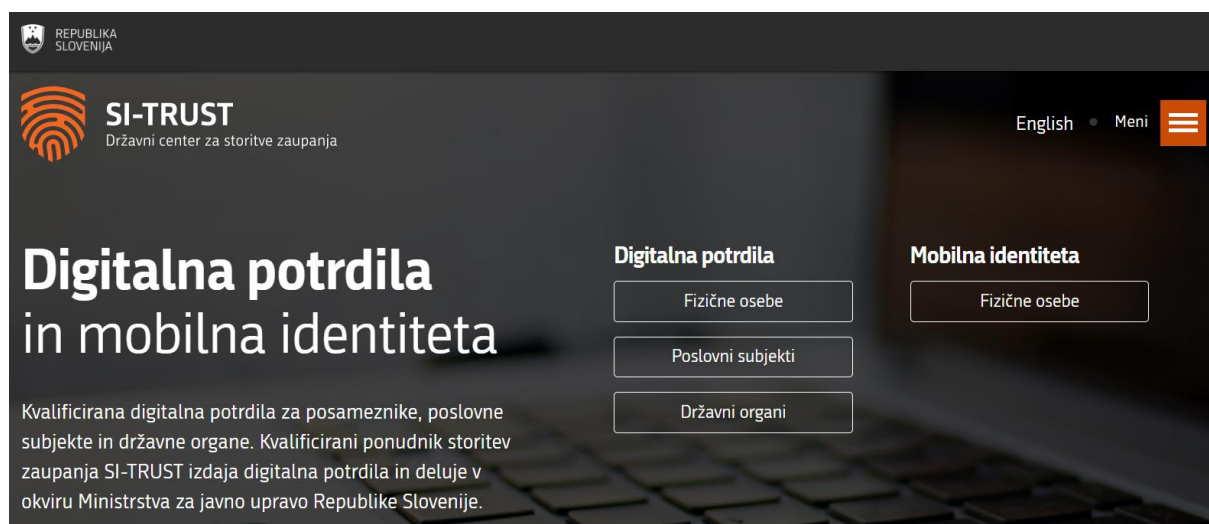 REPUBLIKA
SLOVENIJA
SI-TRUST
Državni center za storitve zaupanja
English • Meni
Digitalna potrdila
in mobilna identiteta
Kvalificirana digitalna potrdila za posameznike, poslovne
subjekte in državne organe. Kvalificirani ponudnik storitev
zaupanja SI-TRUST izdaja digitalna potrdila in deluje v
okviru Ministrstva za javno upravo Republike Slovenije.
Digitalna potrdila
Fizične osebe
Poslovni subjekti
Državni organi
Mobilna identiteta
Fizične osebe